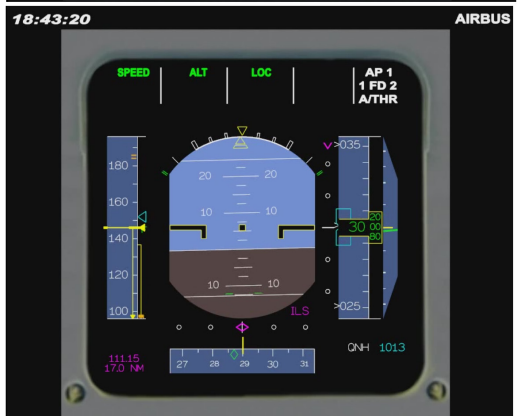 18:43:20 AIRBUS
SPEED ALT LOC AP 1
1 FD 2
A/THR
180
160
140
120
100
20 20
10 10
10 10
035
20
30 00
80
025
ILS
111.15
17.0 NM
QNH 1013
27 28 29 30 31